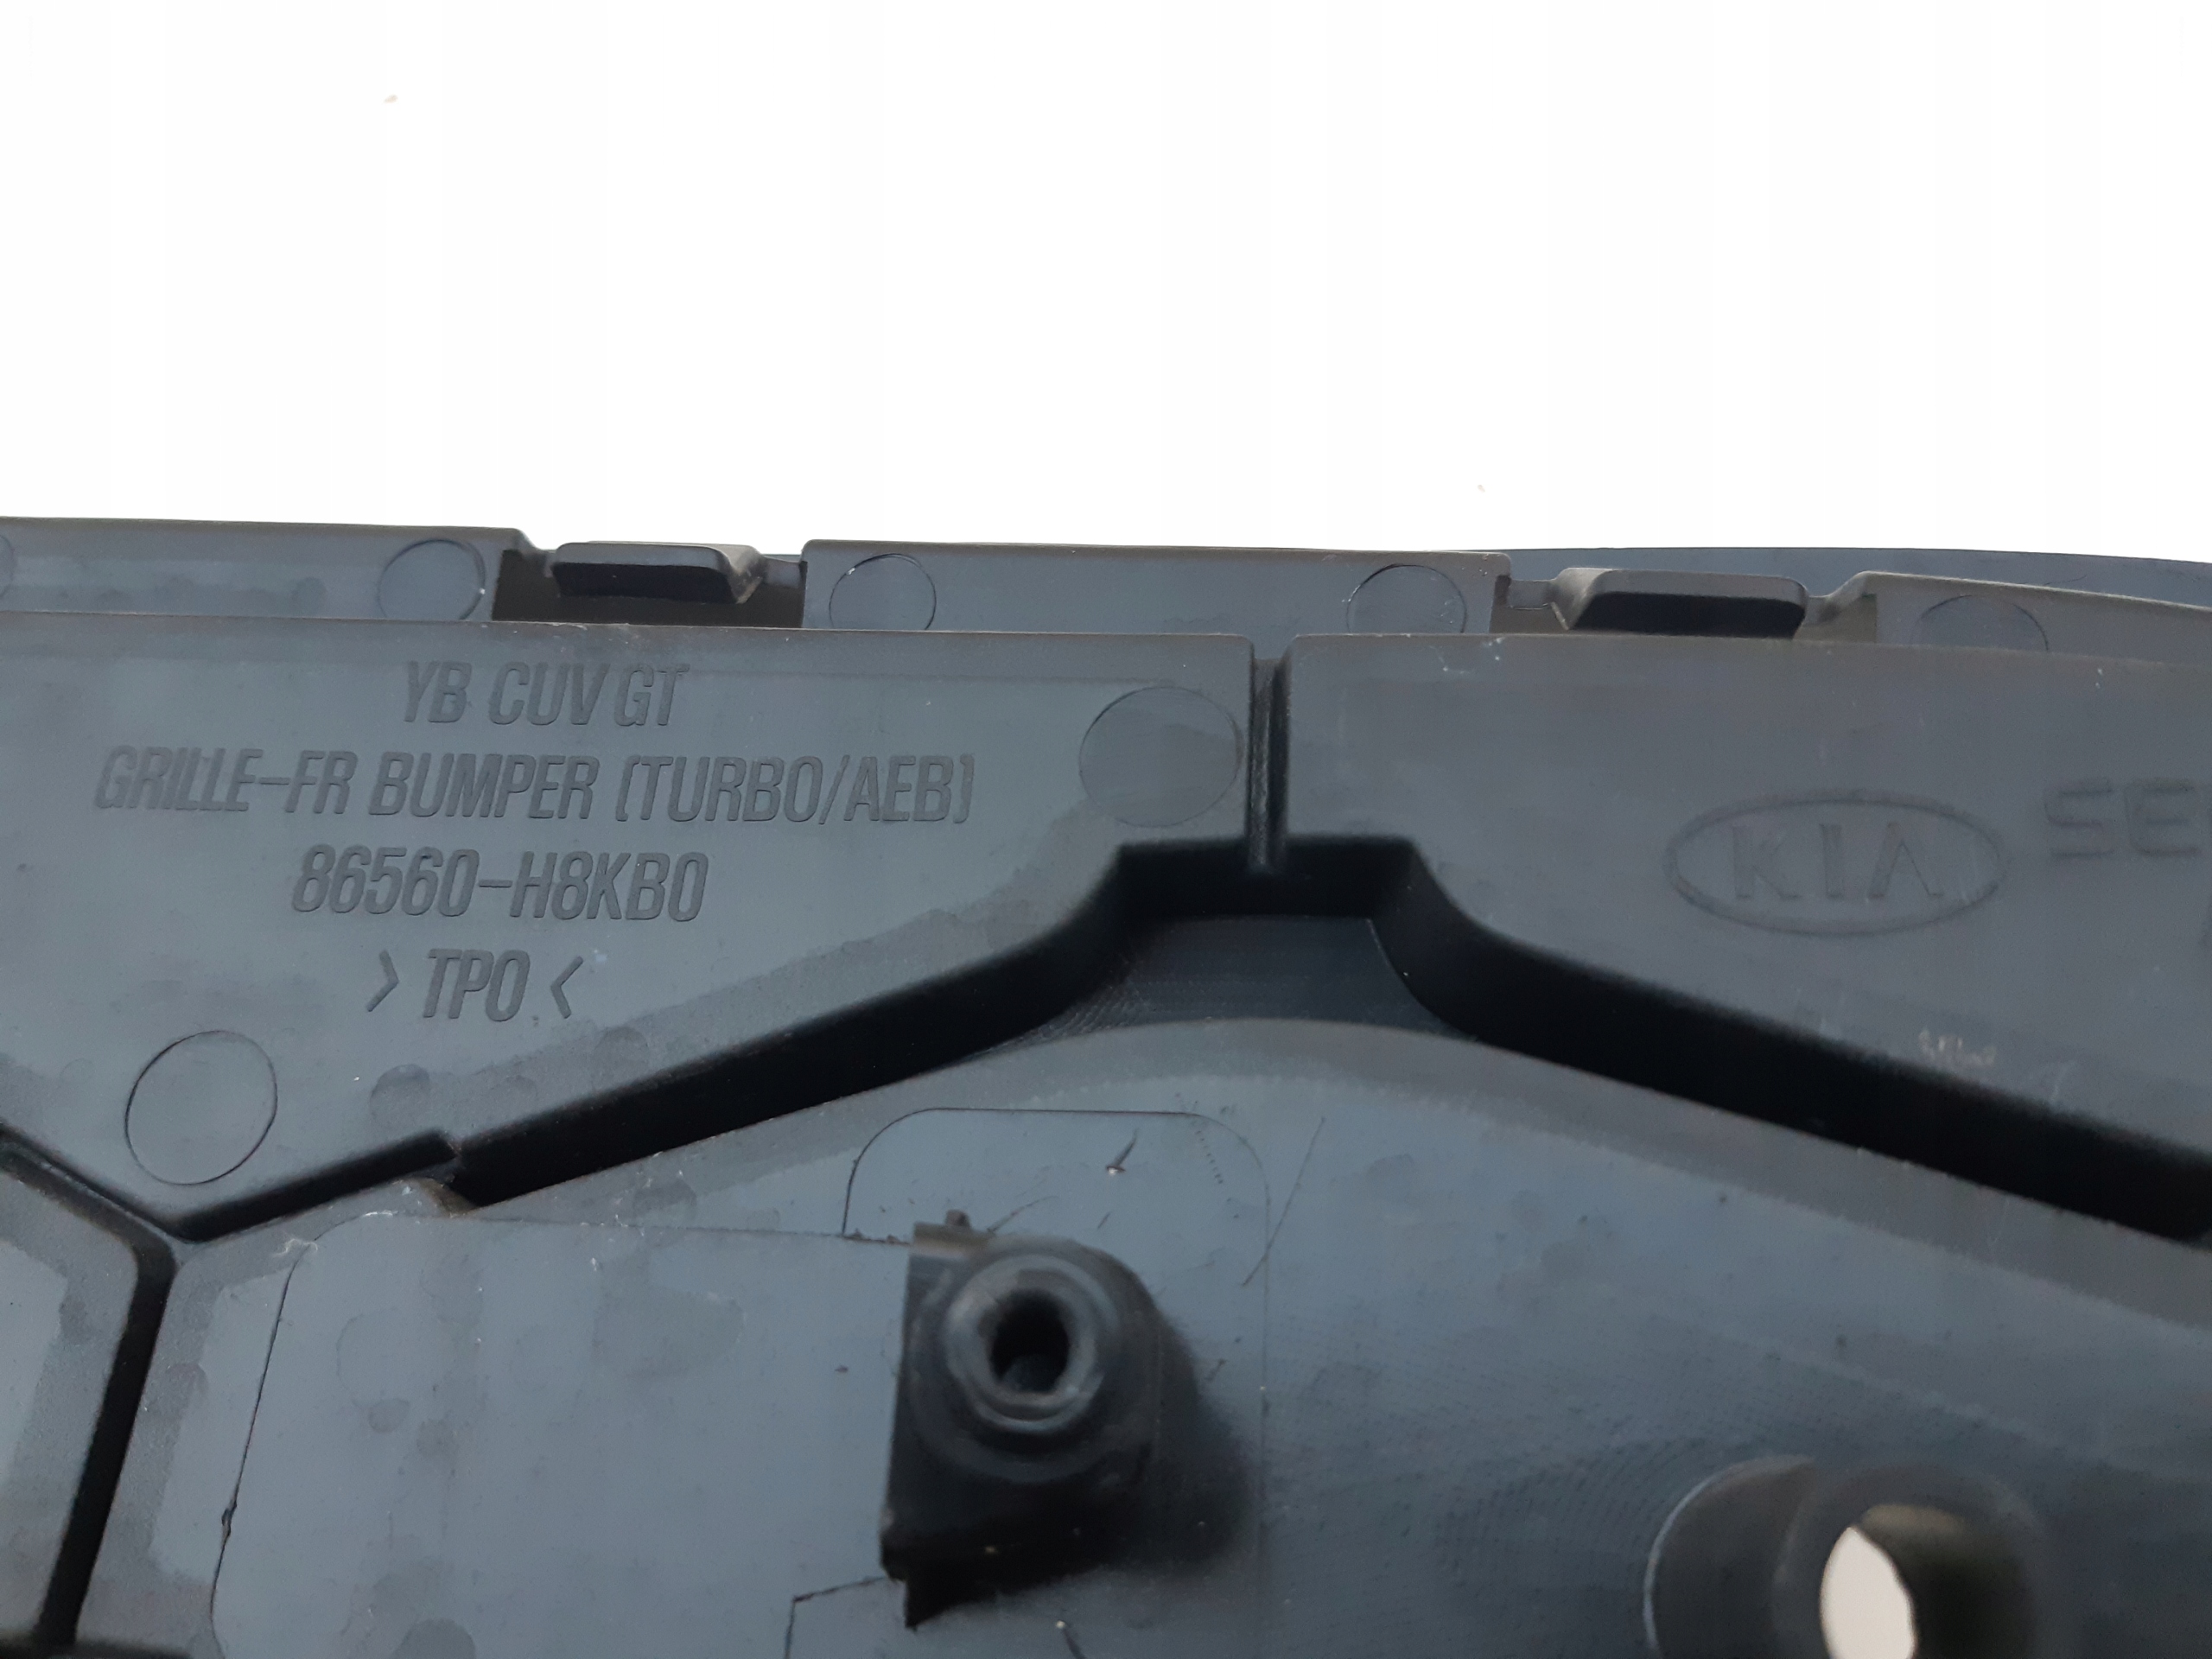 YB CUV GT
GRILLE-FR BUMPER (TURBO/AEB)
86560-H8KB0
> TPO <
KIA